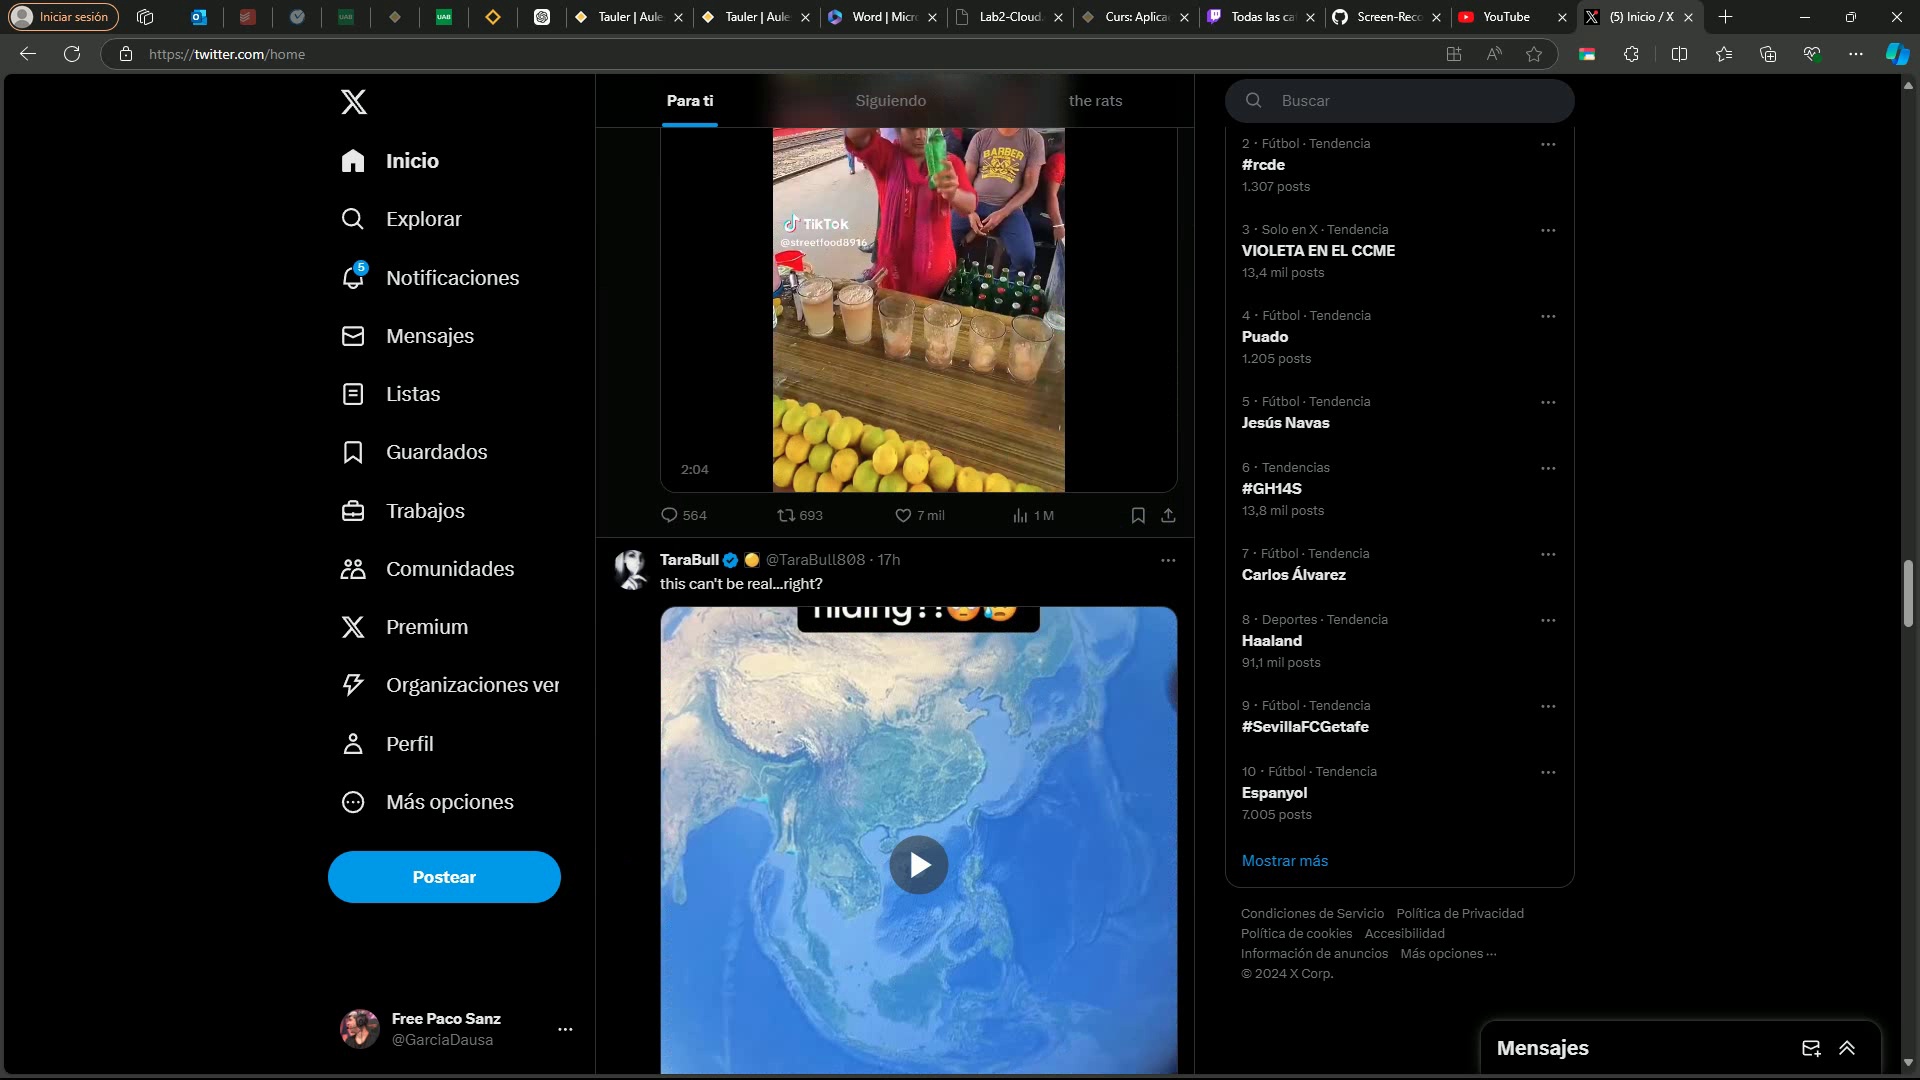 Iniciar sesión
Tauler | Aule
Tauler | Aule
Word | Micr
Lab2-Cloud
Curs: Aplica
Todas las ca
Screen-Reco
YouTube
(5) Inicio / X
https://twitter.com/home
Inicio
Explorar
5
Notificaciones
Mensajes
Listas
Guardados
Trabajos
Comunidades
Premium
Organizaciones ver
Perfil
Más opciones
Postear
Free Paco Sanz
@GarciaDausa
Para ti
Siguiendo
the rats
BARBER
TikTok
@streetfood8916
2:04
564
693
7 mil
1 M
TaraBull @TaraBull808 · 17h
this can't be real...right?
hiding??
Buscar
2 · Fútbol · Tendencia
#rcde
1.307 posts
3 · Solo en X · Tendencia
VIOLETA EN EL CCME
13,4 mil posts
4 · Fútbol · Tendencia
Puado
1.205 posts
5 · Fútbol · Tendencia
Jesús Navas
6 · Tendencias
#GH14S
13,8 mil posts
7 · Fútbol · Tendencia
Carlos Álvarez
8 · Deportes · Tendencia
Haaland
91,1 mil posts
9 · Fútbol · Tendencia
#SevillaFCGetafe
10 · Fútbol · Tendencia
Espanyol
7.005 posts
Mostrar más
Condiciones de Servicio Política de Privacidad
Política de cookies Accesibilidad
Información de anuncios Más opciones ···
© 2024 X Corp.
Mensajes